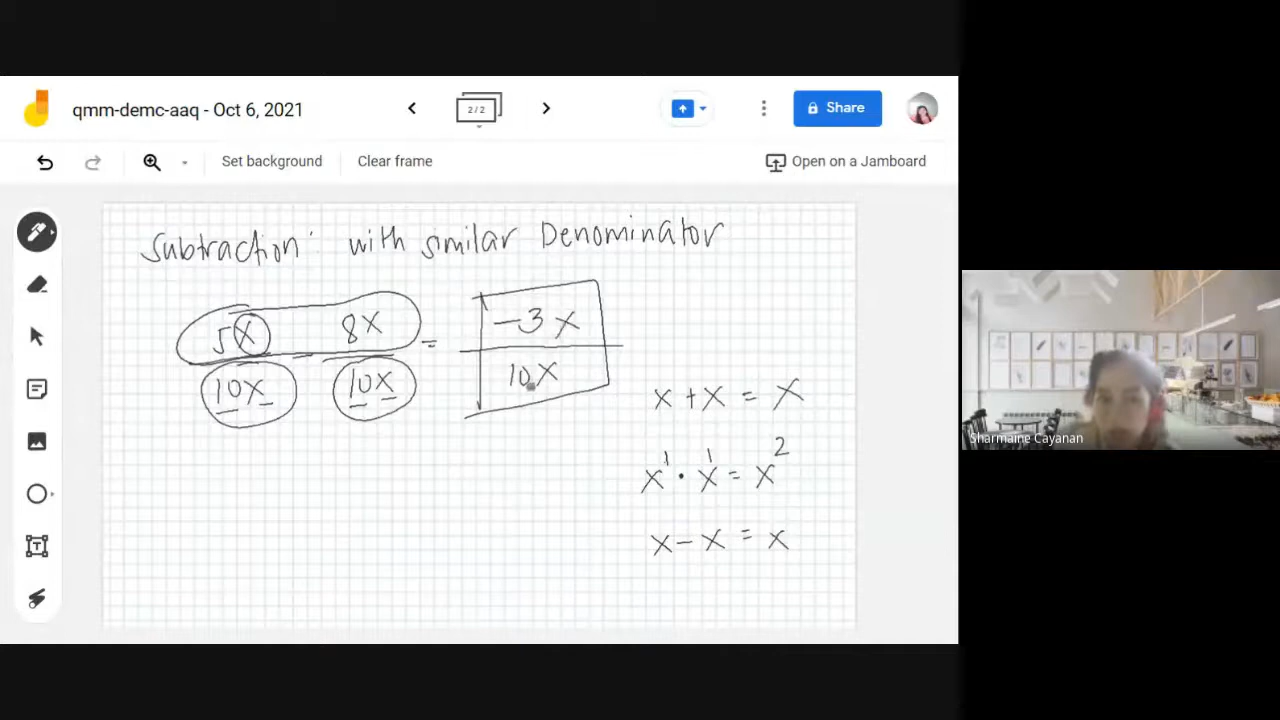 qmm-demc-aaq - Oct 6, 2021
2/2
Share
Set background
Clear frame
Open on a Jamboard
Subtraction: with similar Denominator
5x 8x = -3x
10x - 10x 10x
x + x = x
x¹ · x¹ = x²
x - x = x
Sharmaine Cayanan